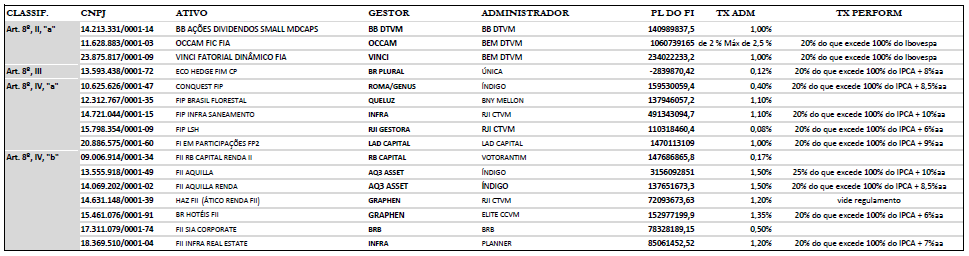 CLASSIF. CNPJ ATIVO GESTOR ADMINISTRADOR PL DO FI TX ADM TX PERFORM
Art. 8º, II, "a" 14.213.331/0001-14 BB AÇÕES DIVIDENDOS SMALL MDCAPS BB DTVM BB DTVM 140989837,5 1,00%
11.628.883/0001-03 OCCAM FIC FIA OCCAM BEM DTVM 1060739165 de 2 % Máx de 2,5 % 20% do que excede 100% do Ibovespa
23.875.817/0001-09 VINCI FATORIAL DINÂMICO FIA VINCI BEM DTVM 234022233,2 1,00% 20% do que excede 100% do Ibovespa
Art. 8º, III 13.593.438/0001-72 ECO HEDGE FIM CP BR PLURAL ÚNICA -2839870,42 0,12% 20% do que excede 100% do IPCA + 8%aa
Art. 8º, IV, "a" 10.625.626/0001-47 CONQUEST FIP ROMA/GENUS ÍNDIGO 159530059,4 0,40% 20% do que excede 100% do IPCA + 8,5%aa
12.312.767/0001-35 FIP BRASIL FLORESTAL QUELUZ BNY MELLON 137946057,2 1,10%
14.721.044/0001-15 FIP INFRA SANEAMENTO INFRA RJI CTVM 491343094,7 1,10% 20% do que excede 100% do IPCA + 10%aa
15.798.354/0001-09 FIP LSH RJI GESTORA RJI CTVM 110318460,4 0,08% 20% do que excede 100% do IPCA + 6%aa
20.886.575/0001-60 FI EM PARTICIPAÇÕES FP2 LAD CAPITAL LAD CAPITAL 1470113109 1,00% 20% do que excede 100% do IPCA + 9%aa
Art. 8º, IV, "b" 09.006.914/0001-34 FII RB CAPITAL RENDA II RB CAPITAL VOTORANTIM 147686865,8 0,17%
13.555.918/0001-49 FII AQUILLA AQ3 ASSET ÍNDIGO 3156092851 1,50% 25% do que excede 100% do IPCA + 10%aa
14.069.202/0001-02 FII AQUILLA RENDA AQ3 ASSET ÍNDIGO 137651673,3 1,50% 20% do que excede 100% do IPCA + 8,5%aa
14.631.148/0001-39 HAZ FII (ÁTICO RENDA FII) GRAPHEN RJI CTVM 72093673,63 1,20% vide regulamento
15.461.076/0001-91 BR HOTÉIS FII GRAPHEN ELITE CCVM 152977199,9 1,35% 20% do que excede 100% do IPCA + 6%aa
17.311.079/0001-74 FII SIA CORPORATE BRB BRB 78328189,15 0,50%
18.369.510/0001-04 FII INFRA REAL ESTATE INFRA PLANNER 85061452,52 1,20% 20% do que excede 100% do IPCA + 7%aa